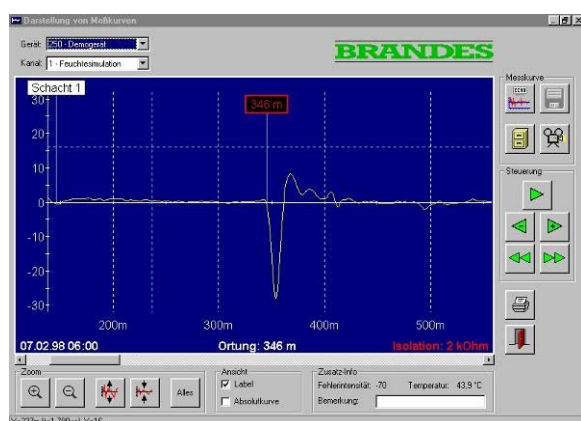 Darstellung von Meßkurven
Gerät: 250 - Demogerät
BRANDES
Kanal: 1 - Feuchtesimulation
Messkurve
ECHO
Schacht 1
346 m
30
20
10
0
-10
-20
-30
200m 300m 400m 500m
07.02.98 06:00 Ortung: 346 m Isolation: 2 kOhm
Steuerung
Zoom
Alles
Ansicht
Label
Absolutkurve
Zusatz-Info
Fehlerintensität: -70 Temperatur: 43,9 °C
Bemerkung: